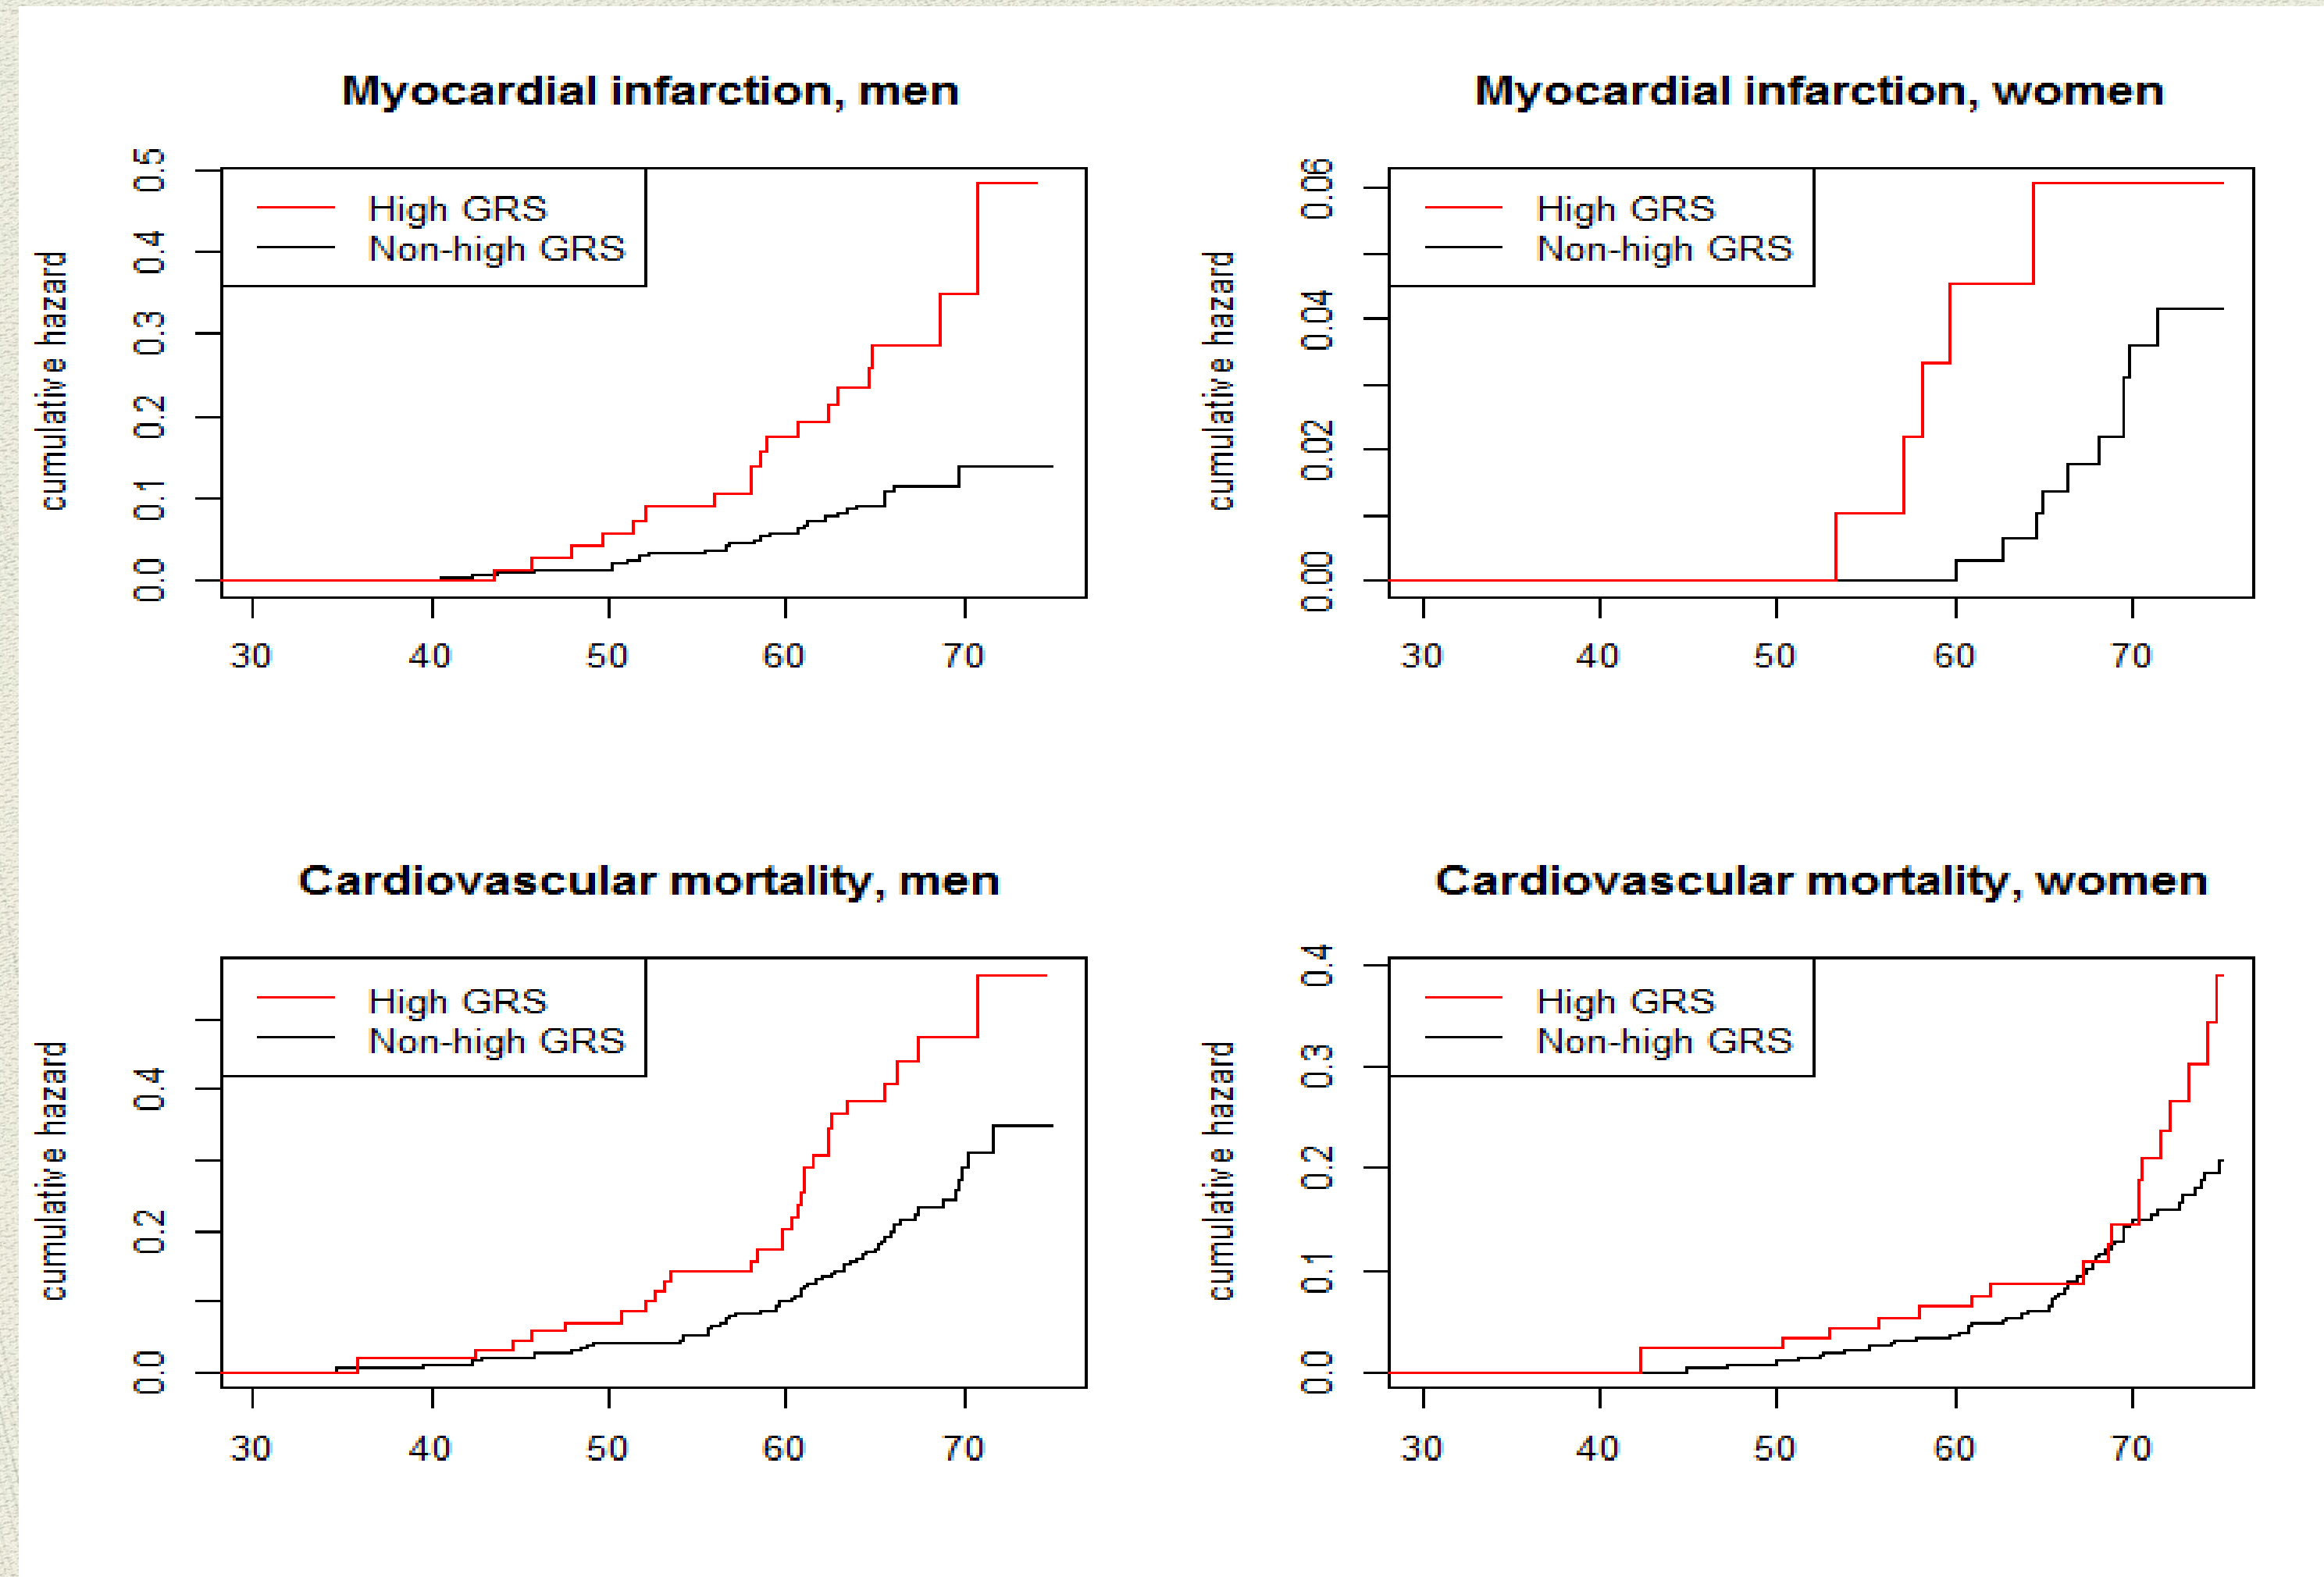 Myocardial infarction, men
cumulative hazard
0.5
0.4
0.3
0.2
0.1
0.0
High GRS
Non-high GRS
30 40 50 60 70
Myocardial infarction, women
cumulative hazard
0.06
0.04
0.02
0.00
High GRS
Non-high GRS
30 40 50 60 70
Cardiovascular mortality, men
cumulative hazard
0.4
0.2
0.0
High GRS
Non-high GRS
30 40 50 60 70
Cardiovascular mortality, women
cumulative hazard
0.4
0.3
0.2
0.1
0.0
High GRS
Non-high GRS
30 40 50 60 70